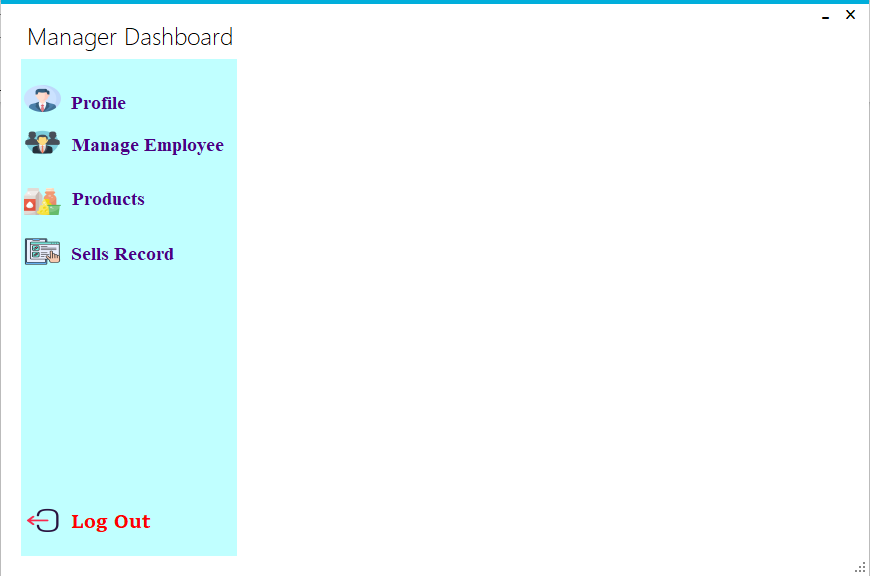 Manager Dashboard
Profile
Manage Employee
Products
Sells Record
Log Out